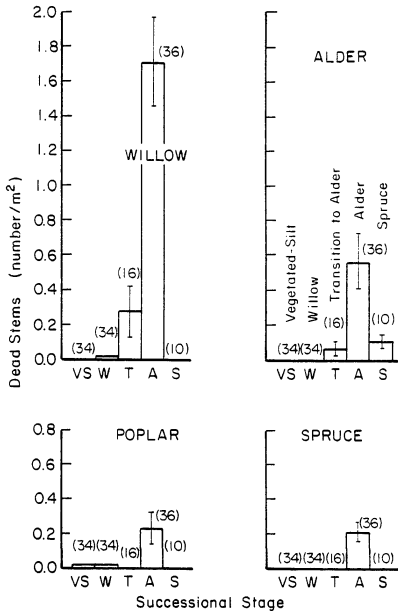 Dead Stems (number/m²)
2.0
1.8
1.6
1.4
1.2
1.0
0.8
0.6
0.4
0.2
0.0
WILLOW
(34)
(34)
(16)
(36)
(10)
VS W T A S
ALDER
Vegetated-Silt
Willow
Transition to Alder
Alder
Spruce
(34)
(34)
(16)
(36)
(10)
VS W T A S
POPLAR
0.8
0.6
0.4
0.2
0.0
(34)(34)
(16)
(36)
(10)
VS W T A S
SPRUCE
(34)(34)(16)
(36)
(10)
VS W T A S
Successional Stage